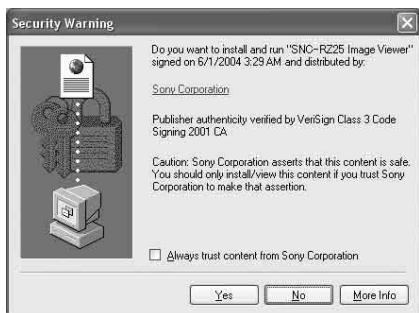 Security Warning
Do you want to install and run "SNC-RZ25 Image Viewer"
signed on 6/1/2004 3:29 AM and distributed by:
Sony Corporation
Publisher authenticity verified by VeriSign Class 3 Code
Signing 2001 CA
Caution: Sony Corporation asserts that this content is safe.
You should only install/view this content if you trust Sony
Corporation to make that assertion.
Always trust content from Sony Corporation
Yes No More Info